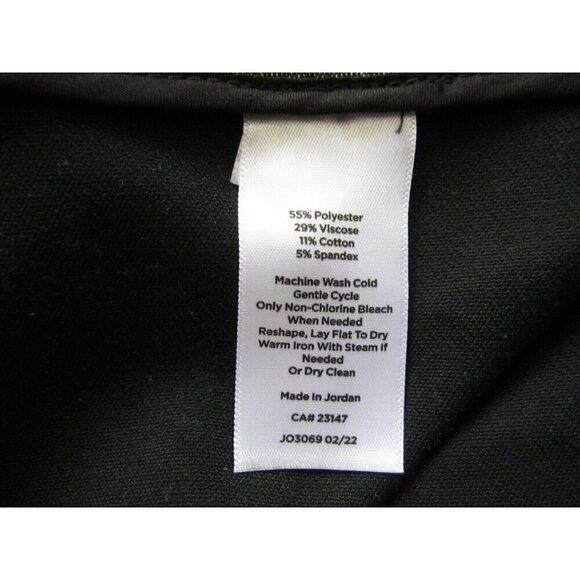 55% Polyester
29% Viscose
11% Cotton
5% Spandex
Machine Wash Cold
Gentle Cycle
Only Non-Chlorine Bleach
When Needed
Reshape, Lay Flat To Dry
Warm Iron With Steam If
Needed
Or Dry Clean
Made In Jordan
CA# 23147
JO3069 02/22